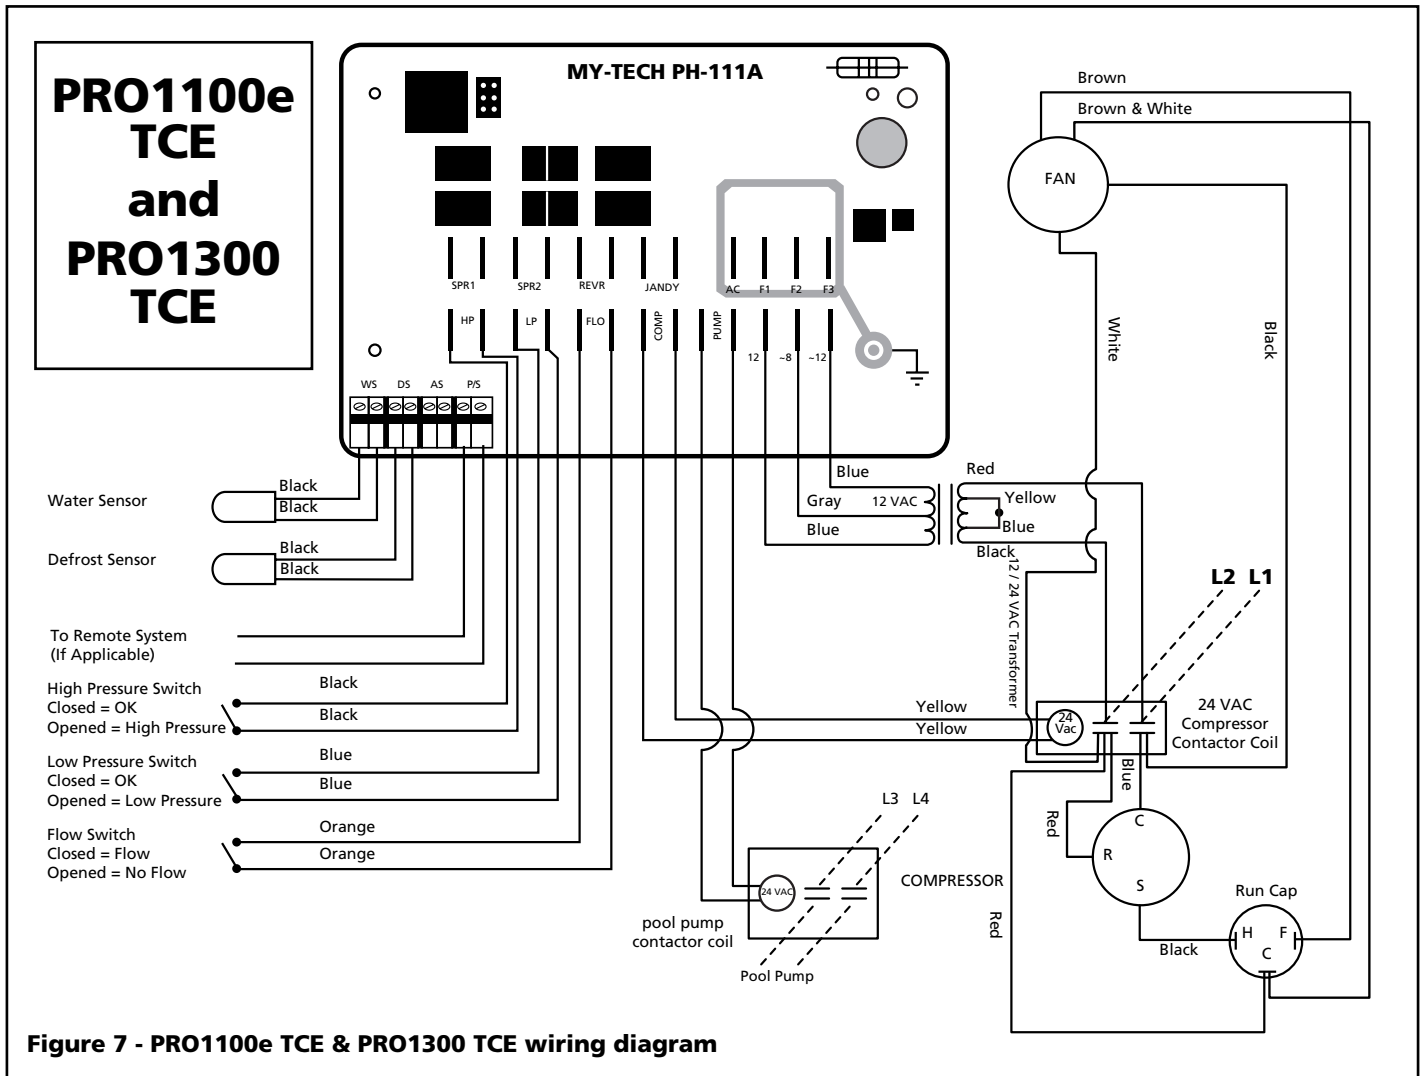 PRO1100e
TCE
and
PRO1300
TCE
MY-TECH PH-111A
SPR1
SPR2
REVR
JANDY
AC
F1
F2
F3
HP
LP
FLO
COMP
PUMP
12
~8
~12
WS
DS
AS
P/S
Brown
Brown & White
FAN
White
Black
Water Sensor
Black
Black
Defrost Sensor
Black
Black
To Remote System
(If Applicable)
High Pressure Switch
Closed = OK
Opened = High Pressure
Black
Black
Low Pressure Switch
Closed = OK
Opened = Low Pressure
Blue
Blue
Flow Switch
Closed = Flow
Opened = No Flow
Orange
Orange
Blue
Gray
12 VAC
Blue
Red
Yellow
Blue
Black
12 / 24 VAC Transformer
L2 L1
Yellow
Yellow
24
Vac
24 VAC
Compressor
Contactor Coil
Blue
Red
C
R
S
COMPRESSOR
L3 L4
24 VAC
pool pump
contactor coil
Pool Pump
Red
Black
Run Cap
H
F
C
Figure 7 - PRO1100e TCE & PRO1300 TCE wiring diagram